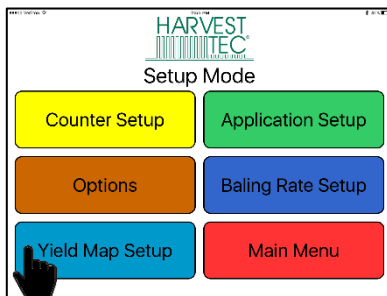 HARVEST
TEC
Setup Mode
Counter Setup
Application Setup
Options
Baling Rate Setup
Yield Map Setup
Main Menu